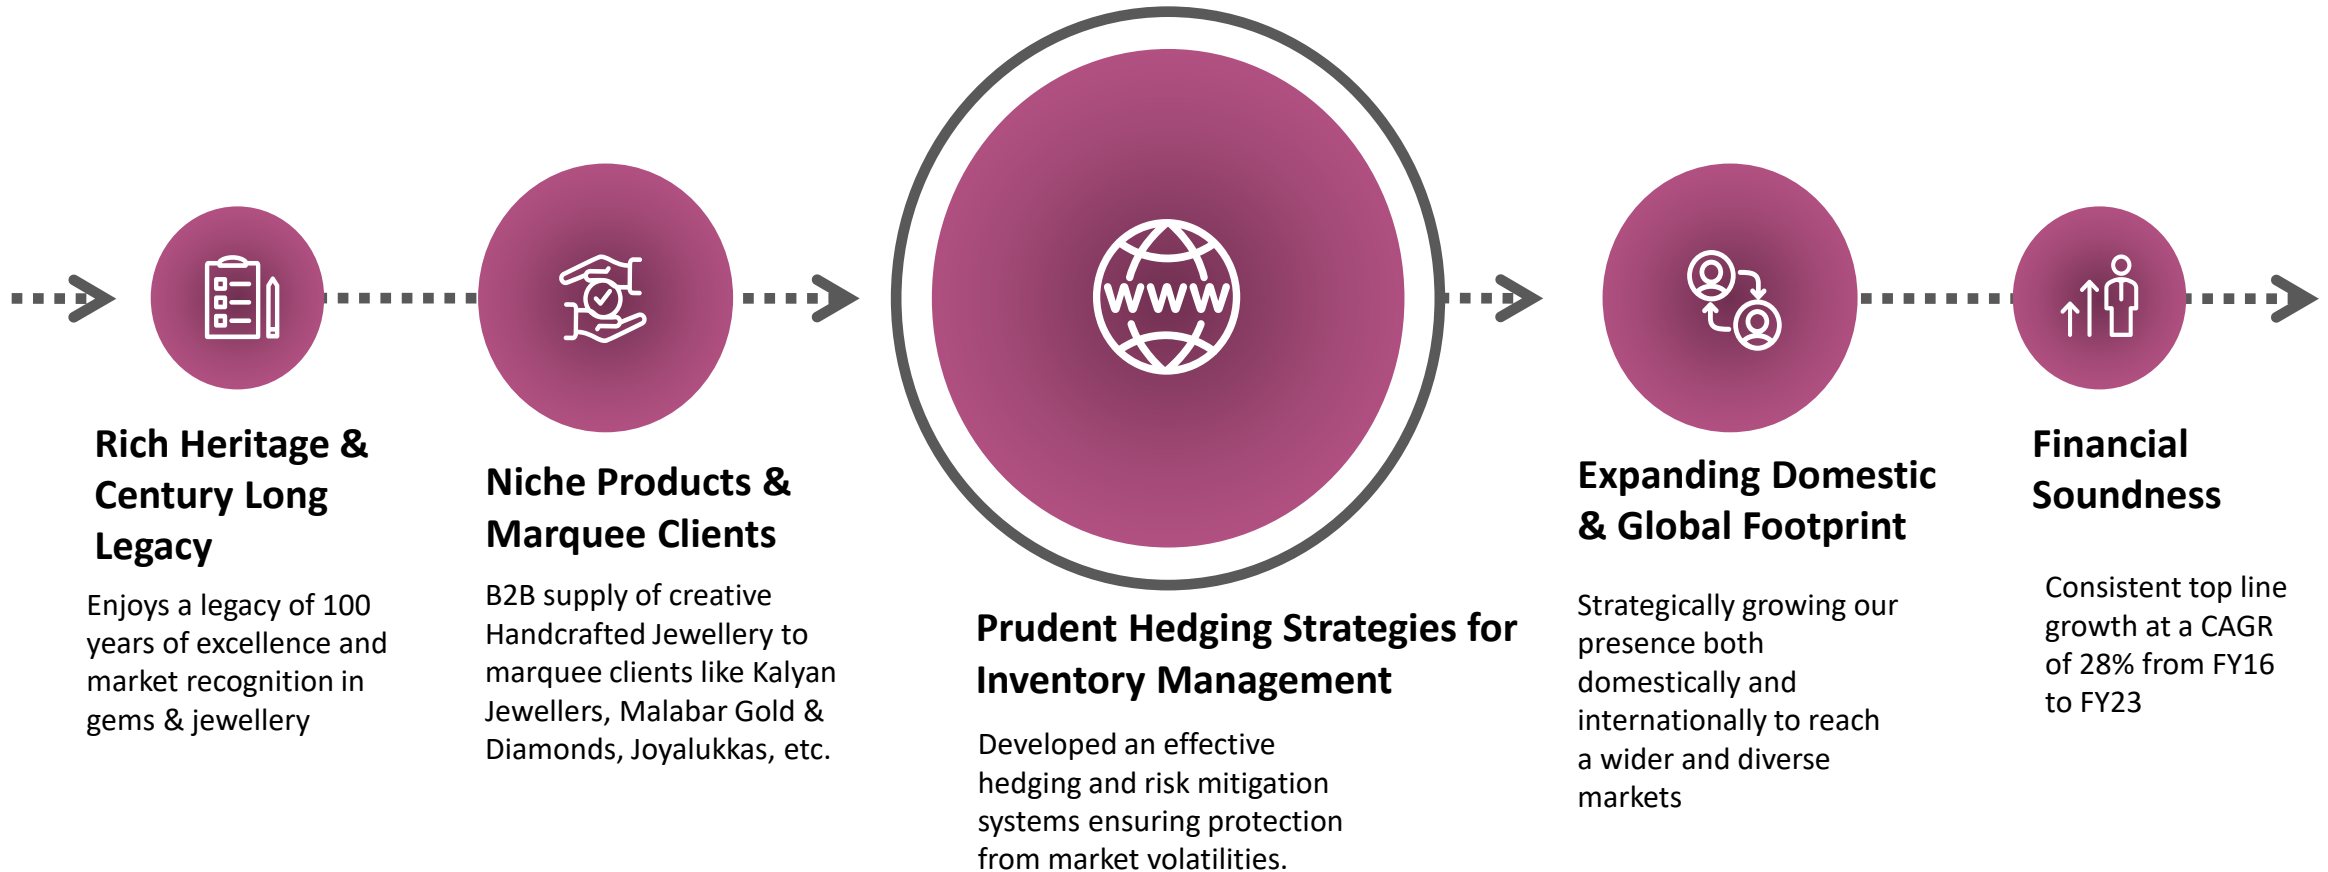 www
Rich Heritage &
Century Long
Legacy
Enjoys a legacy of 100
years of excellence and
market recognition in
gems & jewellery
Niche Products &
Marquee Clients
B2B supply of creative
Handcrafted Jewellery to
marquee clients like Kalyan
Jewellers, Malabar Gold &
Diamonds, Joyalukkas, etc.
Prudent Hedging Strategies for
Inventory Management
Developed an effective
hedging and risk mitigation
systems ensuring protection
from market volatilities.
Expanding Domestic
& Global Footprint
Strategically growing our
presence both
domestically and
internationally to reach
a wider and diverse
markets
Financial
Soundness
Consistent top line
growth at a CAGR
of 28% from FY16
to FY23